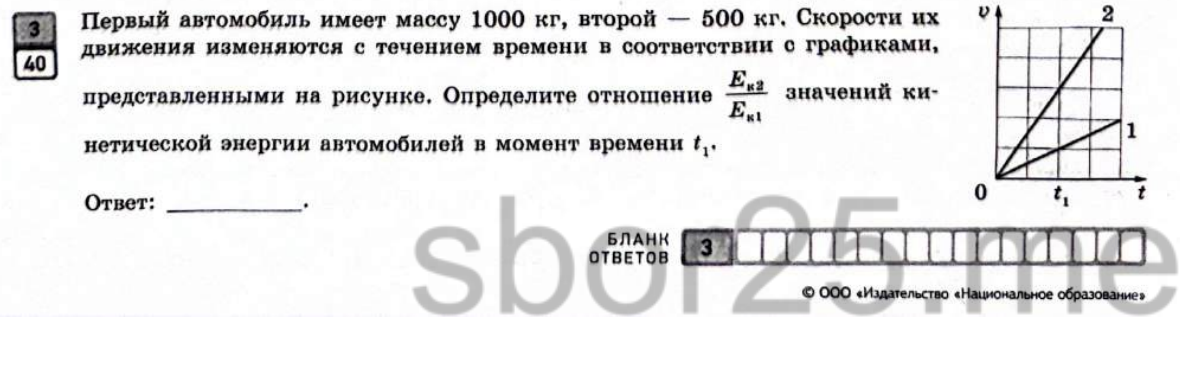 3
40
Первый автомобиль имеет массу 1000 кг, второй — 500 кг. Скорости их
движения изменяются с течением времени в соответствии с графиками,
представленными на рисунке. Определите отношение Eк2/Eк1 значений ки-
нетической энергии автомобилей в момент времени t₁.
Ответ: ____________.
υ
2
1
0
t₁
t
БЛАНК
ОТВЕТОВ
3
© ООО «Издательство «Национальное образование»
sbor25.me